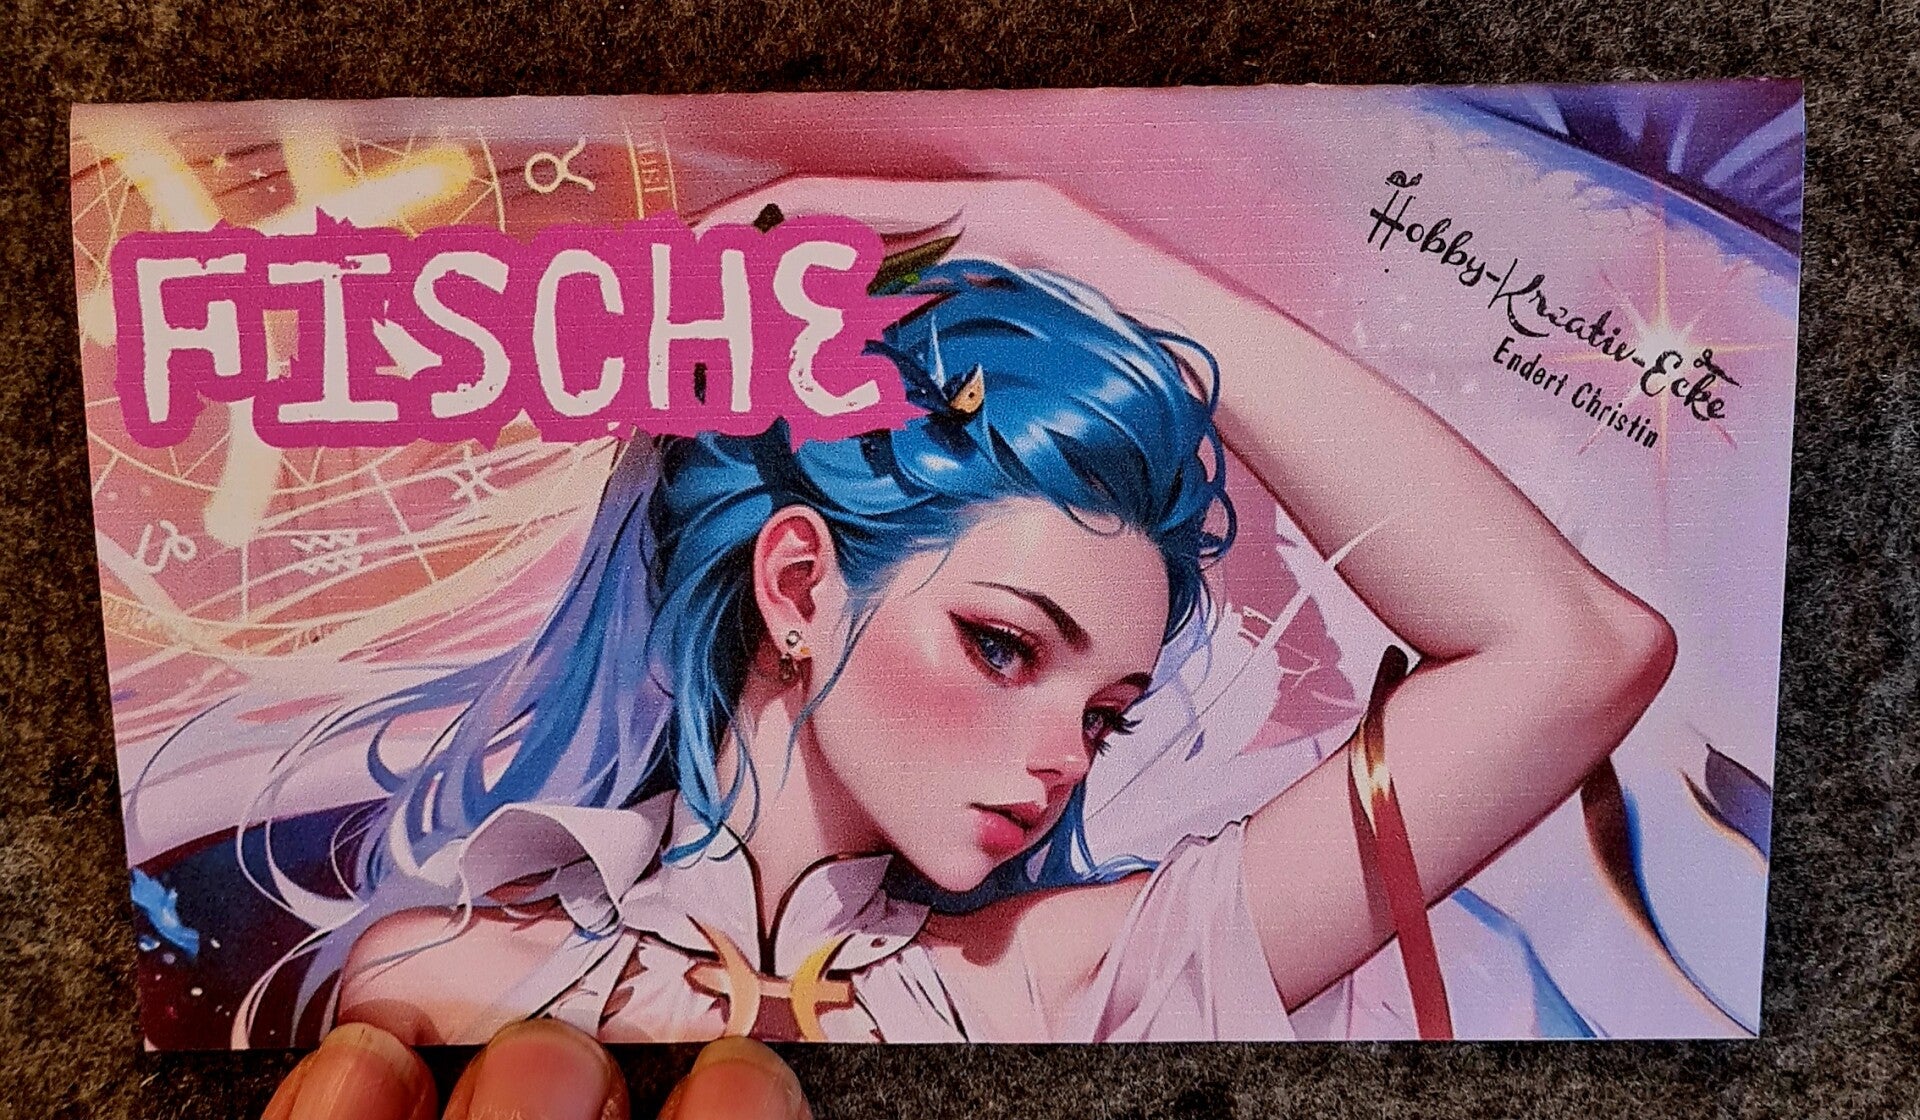 FISCHE
Hobby-Kreativ-Ecke
Endert Christin